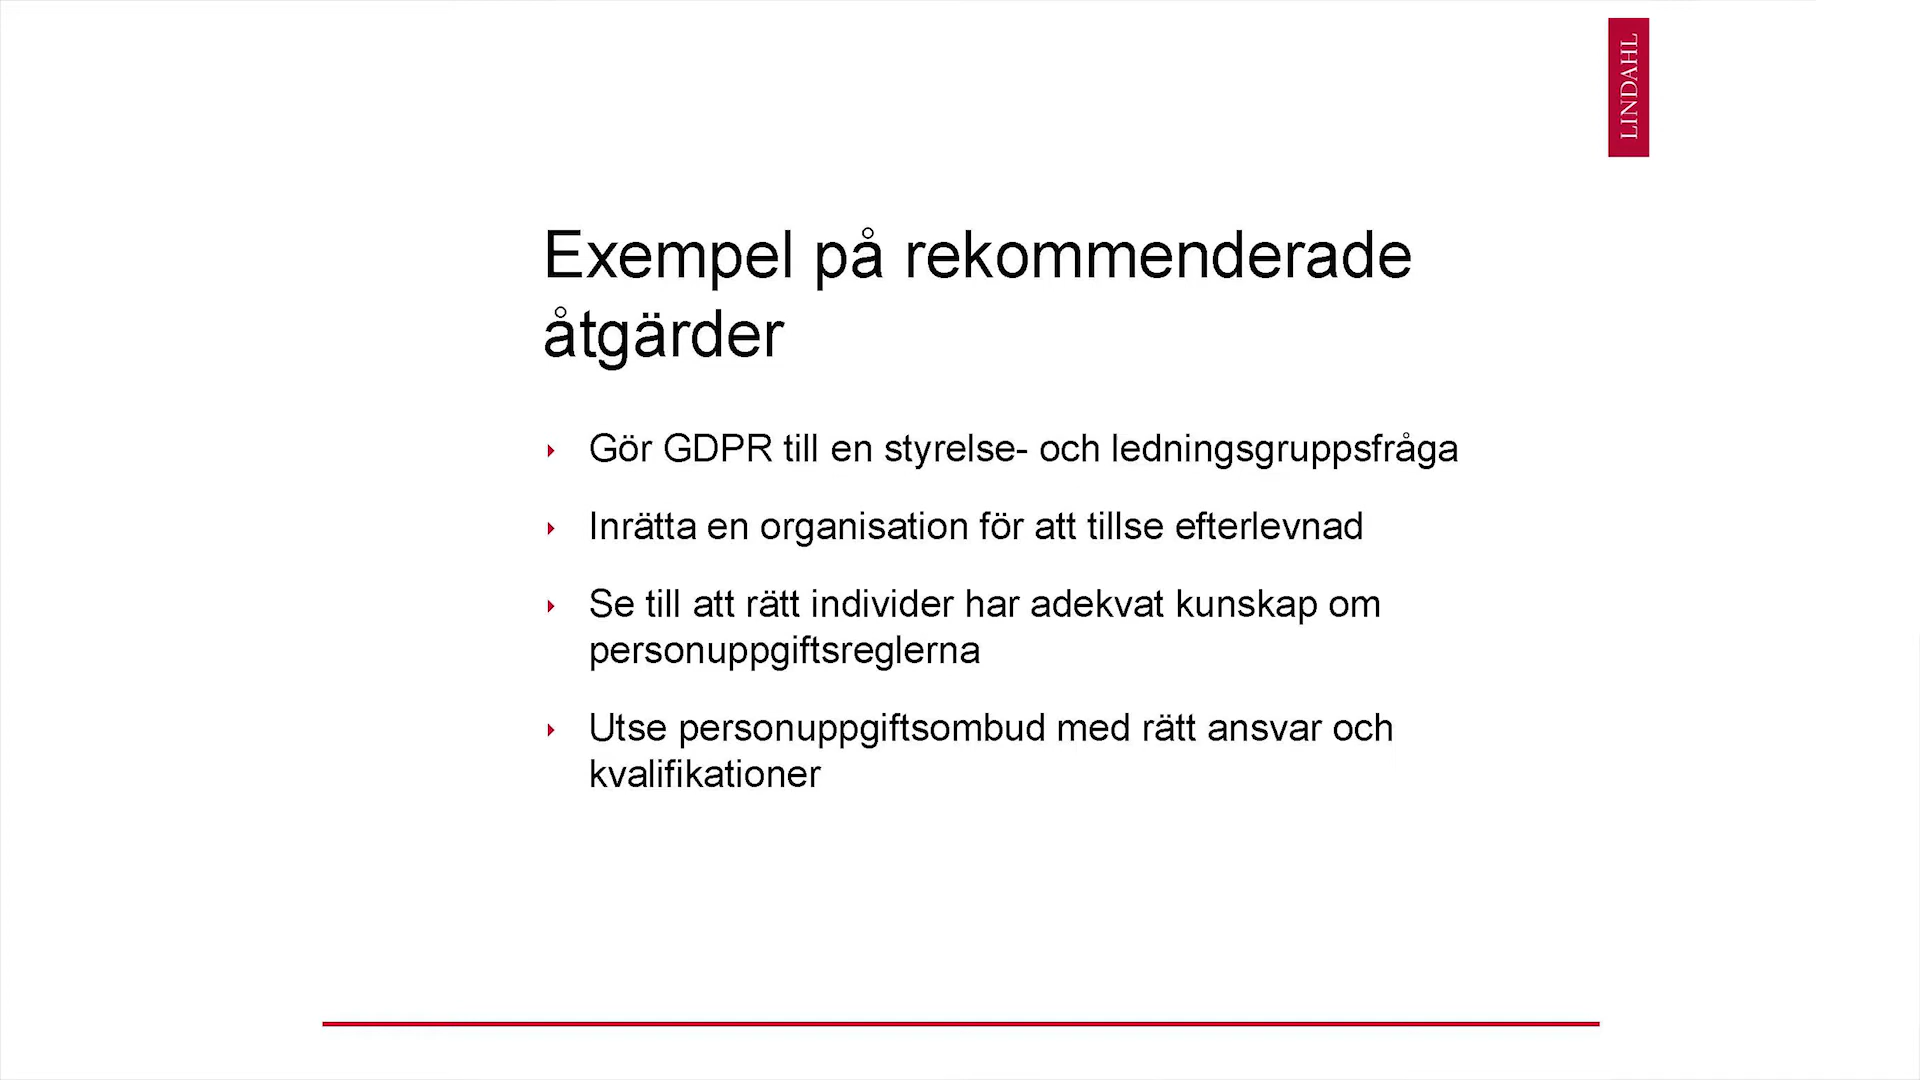 LINDAHL
Exempel på rekommenderade
åtgärder
‣ Gör GDPR till en styrelse- och ledningsgruppsfråga
‣ Inrätta en organisation för att tillse efterlevnad
‣ Se till att rätt individer har adekvat kunskap om
personuppgiftsreglerna
‣ Utse personuppgiftsombud med rätt ansvar och
kvalifikationer